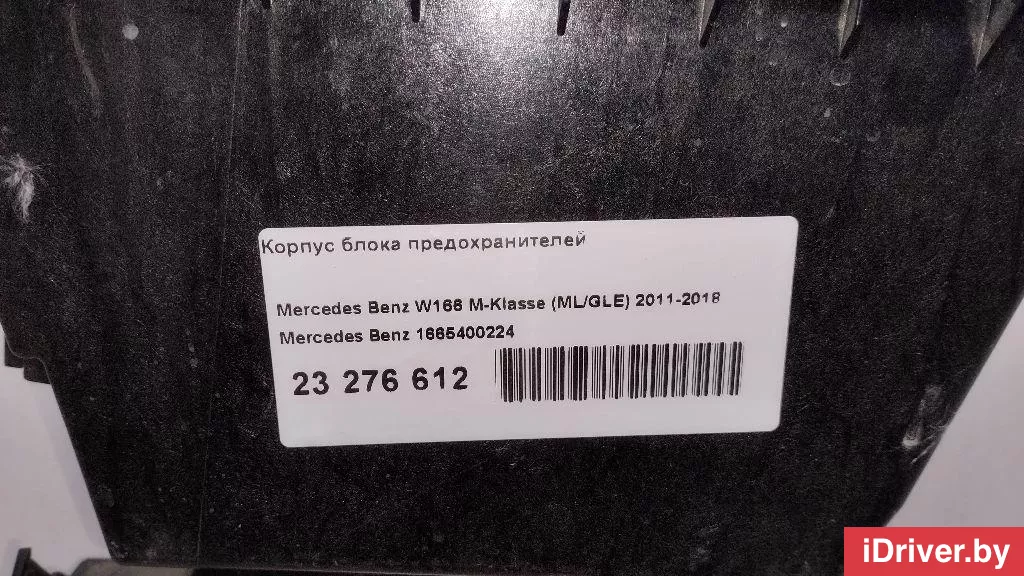 Корпус блока предохранителей
Mercedes Benz W166 M-Klasse (ML/GLE) 2011-2018
Mercedes Benz 1665400224
23 276 612
iDriver.by